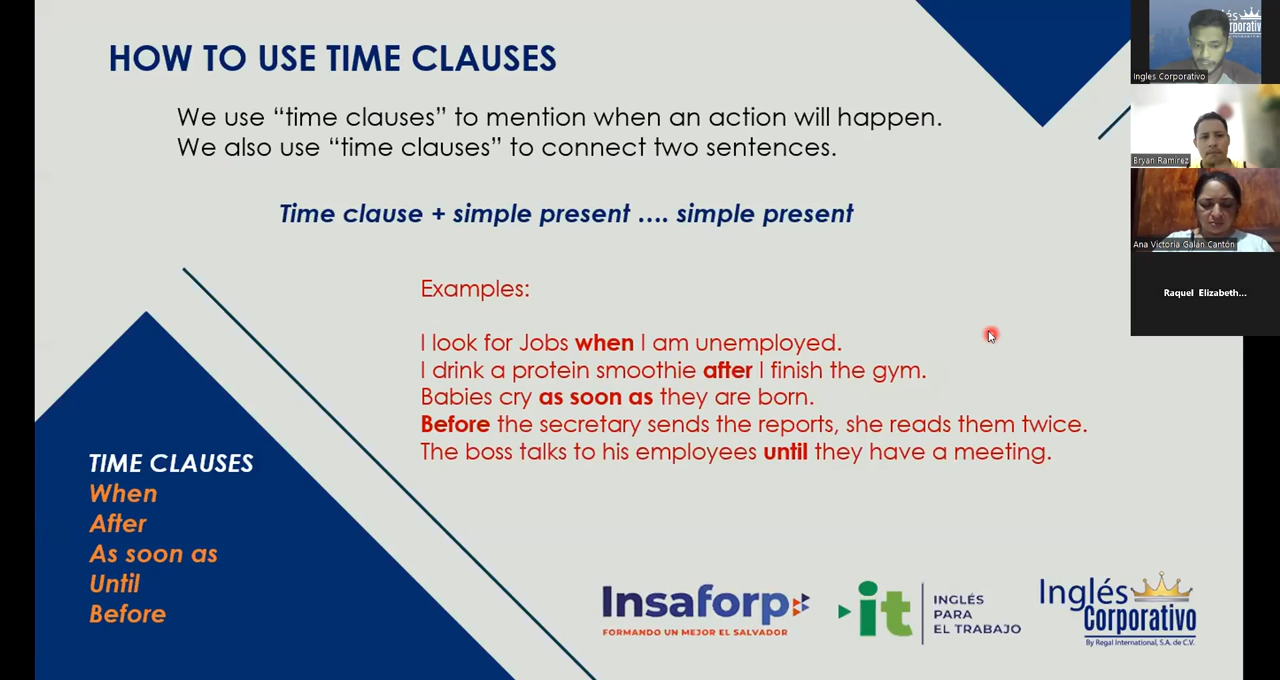 HOW TO USE TIME CLAUSES
We use “time clauses” to mention when an action will happen.
We also use “time clauses” to connect two sentences.
Time clause + simple present .... simple present
Examples:
I look for Jobs when I am unemployed.
I drink a protein smoothie after I finish the gym.
Babies cry as soon as they are born.
Before the secretary sends the reports, she reads them twice.
The boss talks to his employees until they have a meeting.
TIME CLAUSES
When
After
As soon as
Until
Before
Insaforp
FORMANDO UN MEJOR EL SALVADOR
it
INGLÉS
PARA
EL TRABAJO
Inglés
Corporativo
By Regal International, S.A. de C.V.
Ingles Corporativo
Bryan Ramirez
Ana Victoria Galán Cantón
Raquel Elizabeth...